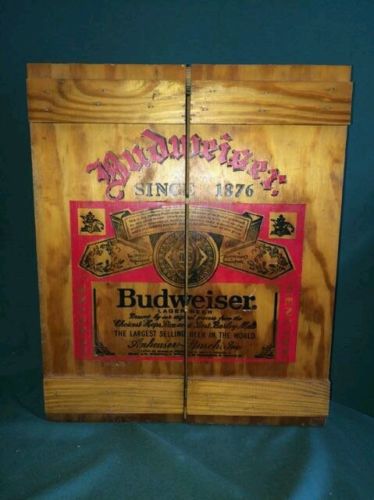 Budweiser.
SINCE 1876
Budweiser.
LAGER BEER
Brewed by our original process from the
Choicest Hops, Rice and Best Barley Malt
THE LARGEST SELLING BEER IN THE WORLD
Anheuser-Busch, Inc.